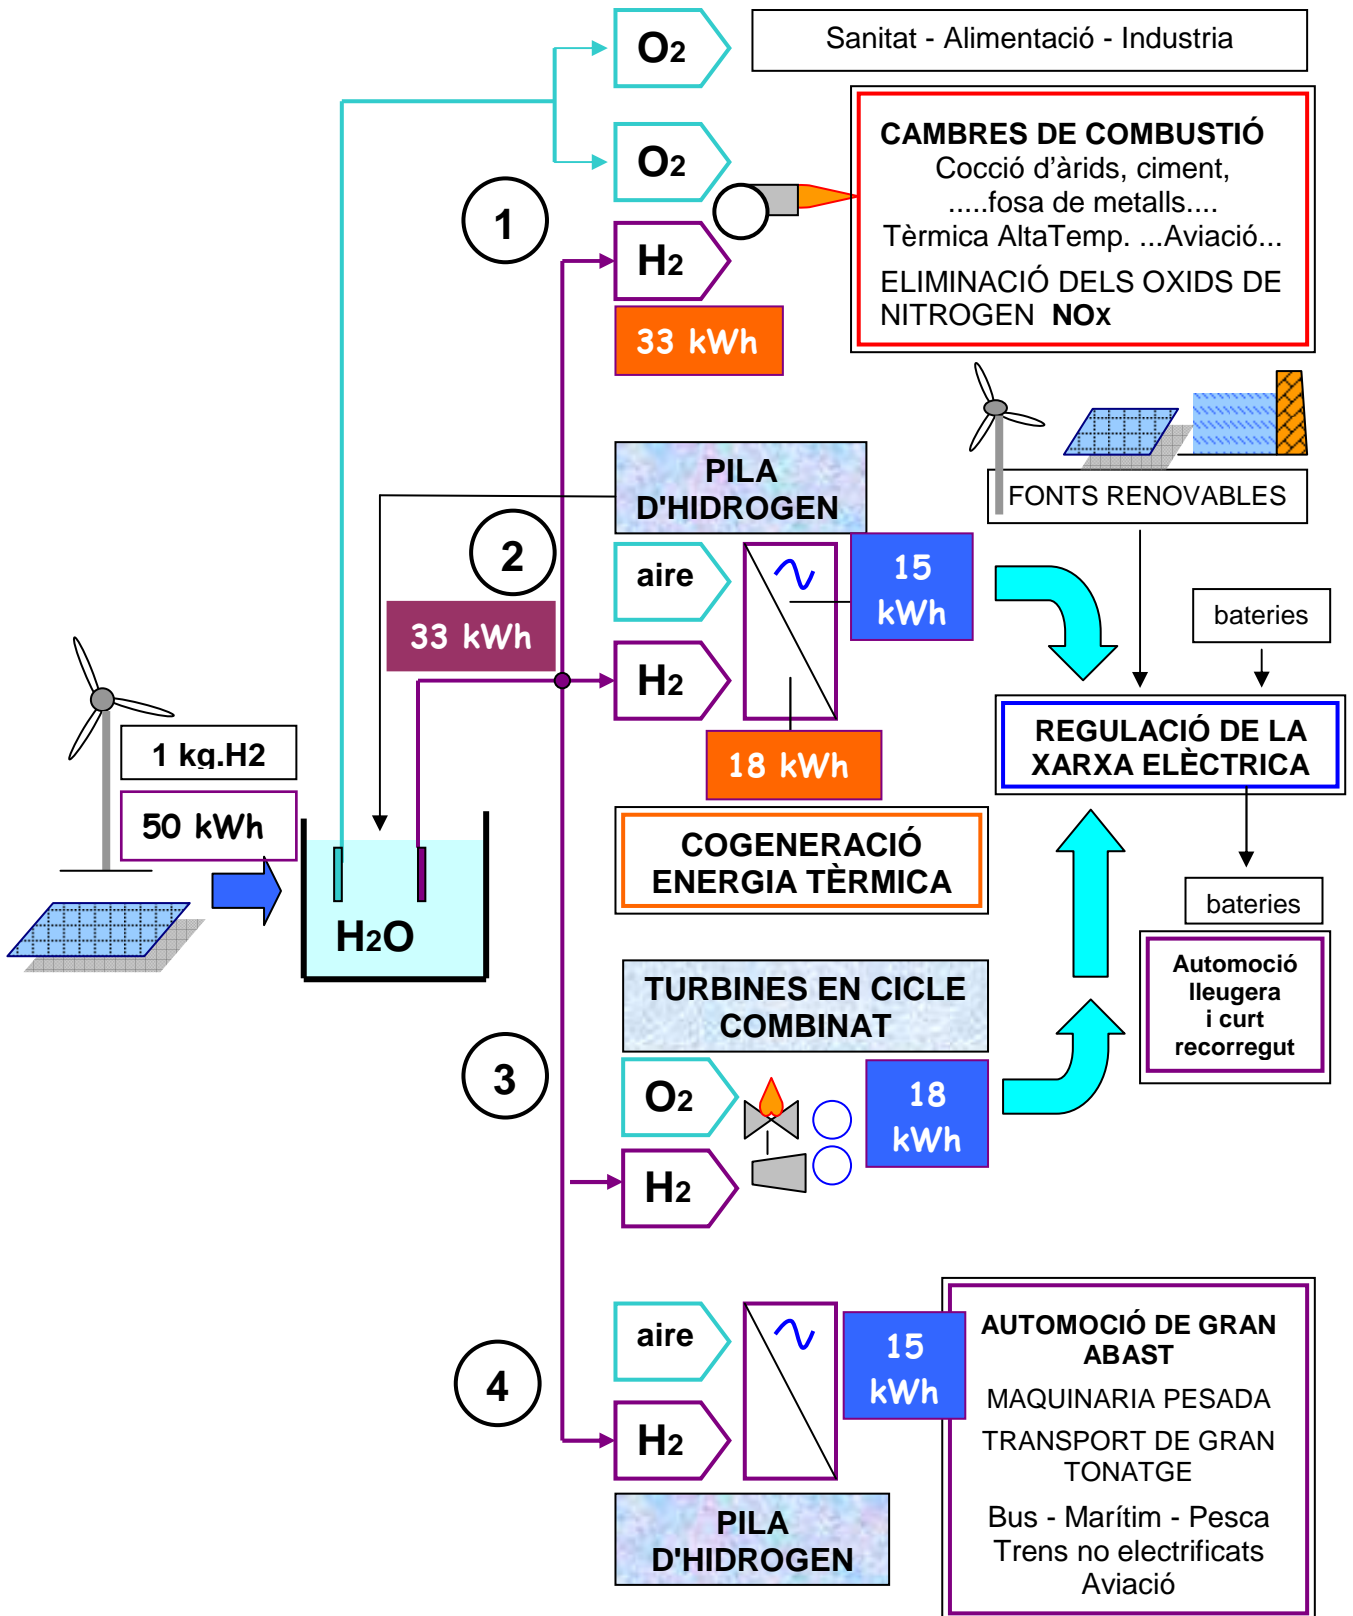 O2
Sanitat - Alimentació - Industria
O2
1
H2
33 kWh
CAMBRES DE COMBUSTIÓ
Cocció d'àrids, ciment,
.....fosa de metalls....
Tèrmica AltaTemp. ...Aviació...
ELIMINACIÓ DELS OXIDS DE
NITROGEN NOx
FONTS RENOVABLES
PILA
D'HIDROGEN
2
aire
15
kWh
33 kWh
H2
18 kWh
bateries
REGULACIÓ DE LA
XARXA ELÈCTRICA
1 kg.H2
50 kWh
H2O
COGENERACIÓ
ENERGIA TÈRMICA
bateries
Automoció
lleugera
i curt
recorregut
TURBINES EN CICLE
COMBINAT
3
O2
18
kWh
H2
4
aire
15
kWh
H2
PILA
D'HIDROGEN
AUTOMOCIÓ DE GRAN
ABAST
MAQUINARIA PESADA
TRANSPORT DE GRAN
TONATGE
Bus - Marítim - Pesca
Trens no electrificats
Aviació